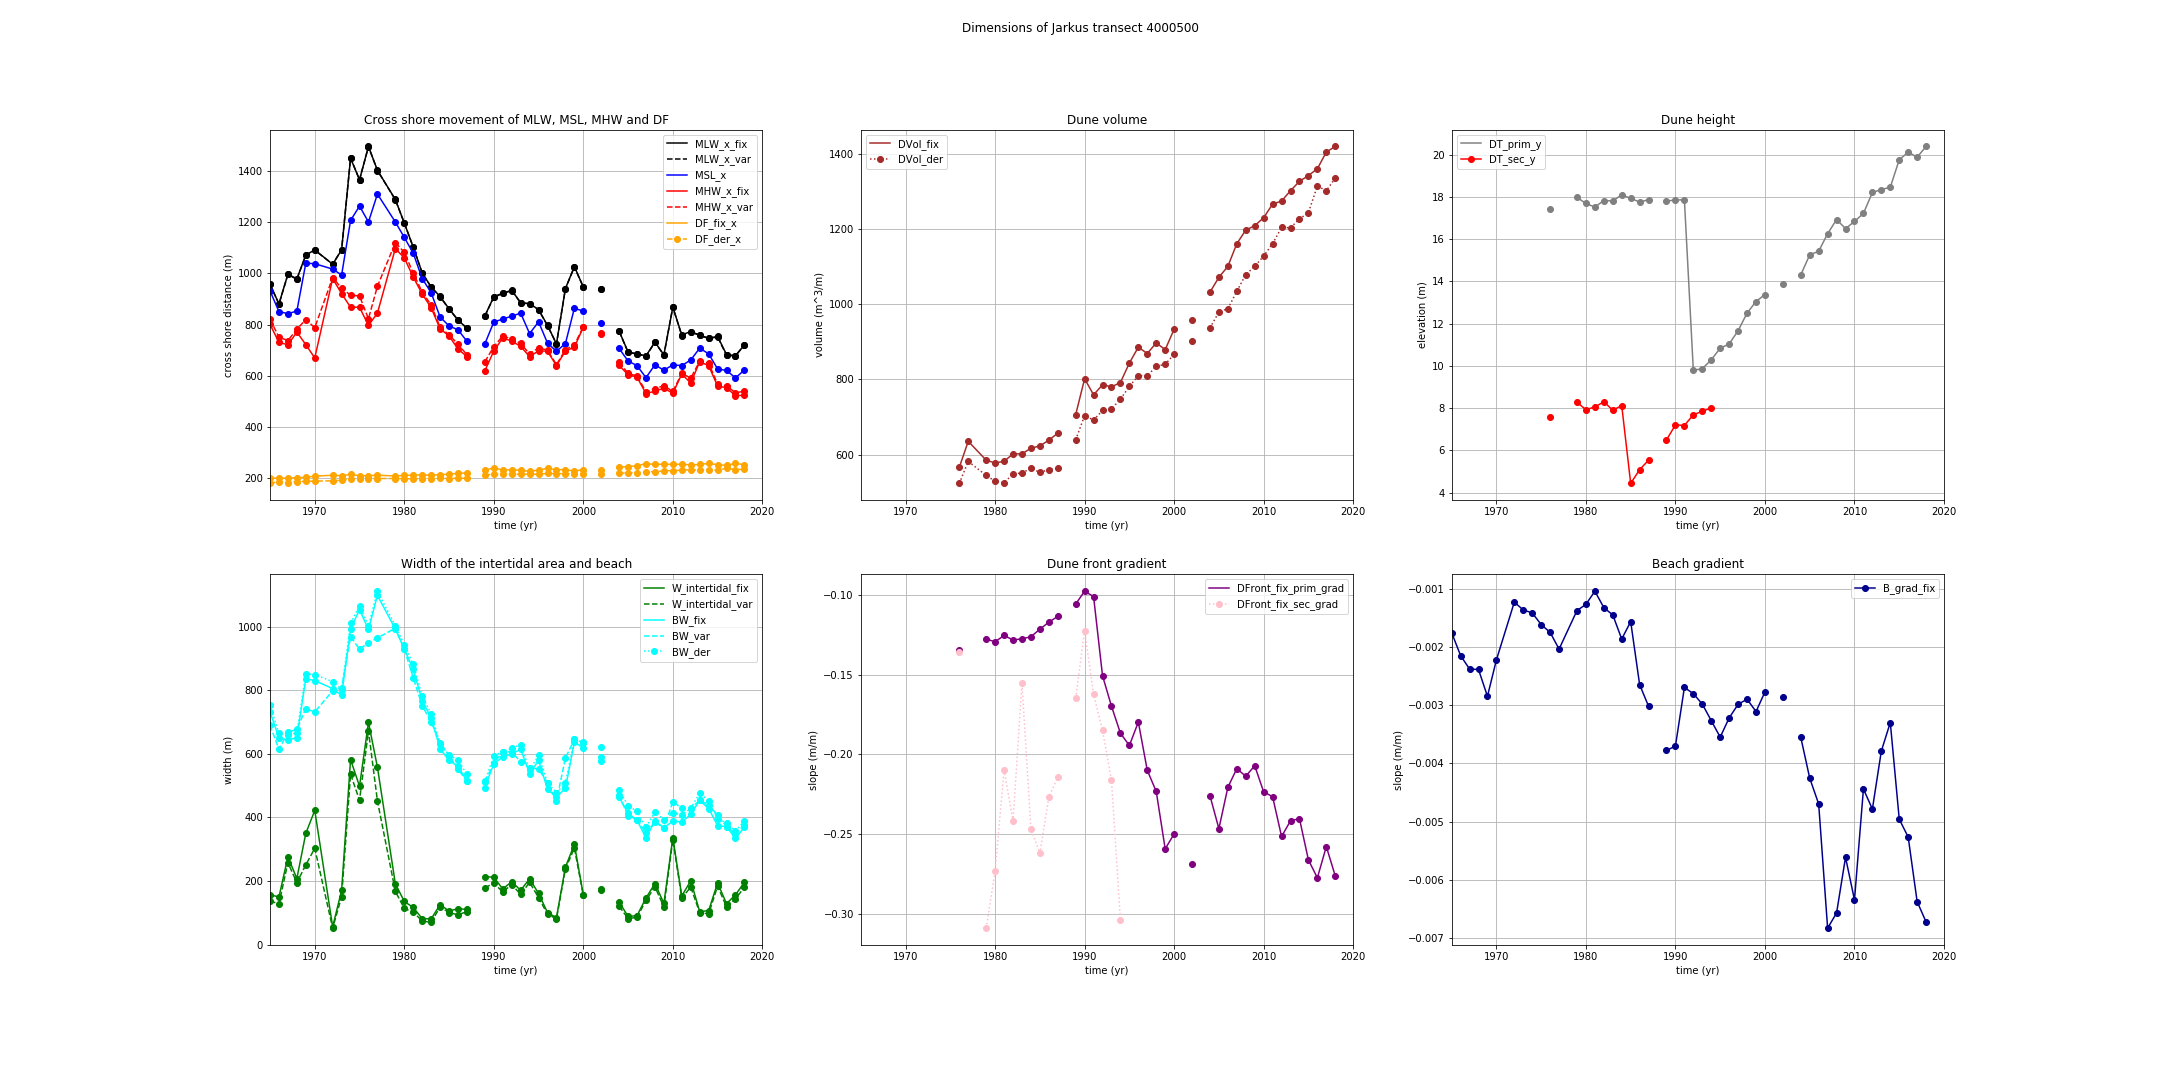 Dimensions of Jarkus transect 4000500
Cross shore movement of MLW, MSL, MHW and DF
cross shore distance (m)
1400
1200
1000
800
600
400
200
MLW_x_fix
MLW_x_var
MSL_x
MHW_x_fix
MHW_x_var
DF_fix_x
DF_der_x
1970 1980 1990 2000 2010 2020
time (yr)
Dune volume
volume (m^3/m)
1400
1200
1000
800
600
DVol_fix
DVol_der
1970 1980 1990 2000 2010 2020
time (yr)
Dune height
elevation (m)
20
18
16
14
12
10
8
6
4
DT_prim_y
DT_sec_y
1970 1980 1990 2000 2010 2020
time (yr)
Width of the intertidal area and beach
width (m)
1000
800
600
400
200
0
W_intertidal_fix
W_intertidal_var
BW_fix
BW_var
BW_der
1970 1980 1990 2000 2010 2020
time (yr)
Dune front gradient
slope (m/m)
−0.10
−0.15
−0.20
−0.25
−0.30
DFront_fix_prim_grad
DFront_fix_sec_grad
1970 1980 1990 2000 2010 2020
time (yr)
Beach gradient
slope (m/m)
−0.001
−0.002
−0.003
−0.004
−0.005
−0.006
−0.007
B_grad_fix
1970 1980 1990 2000 2010 2020
time (yr)